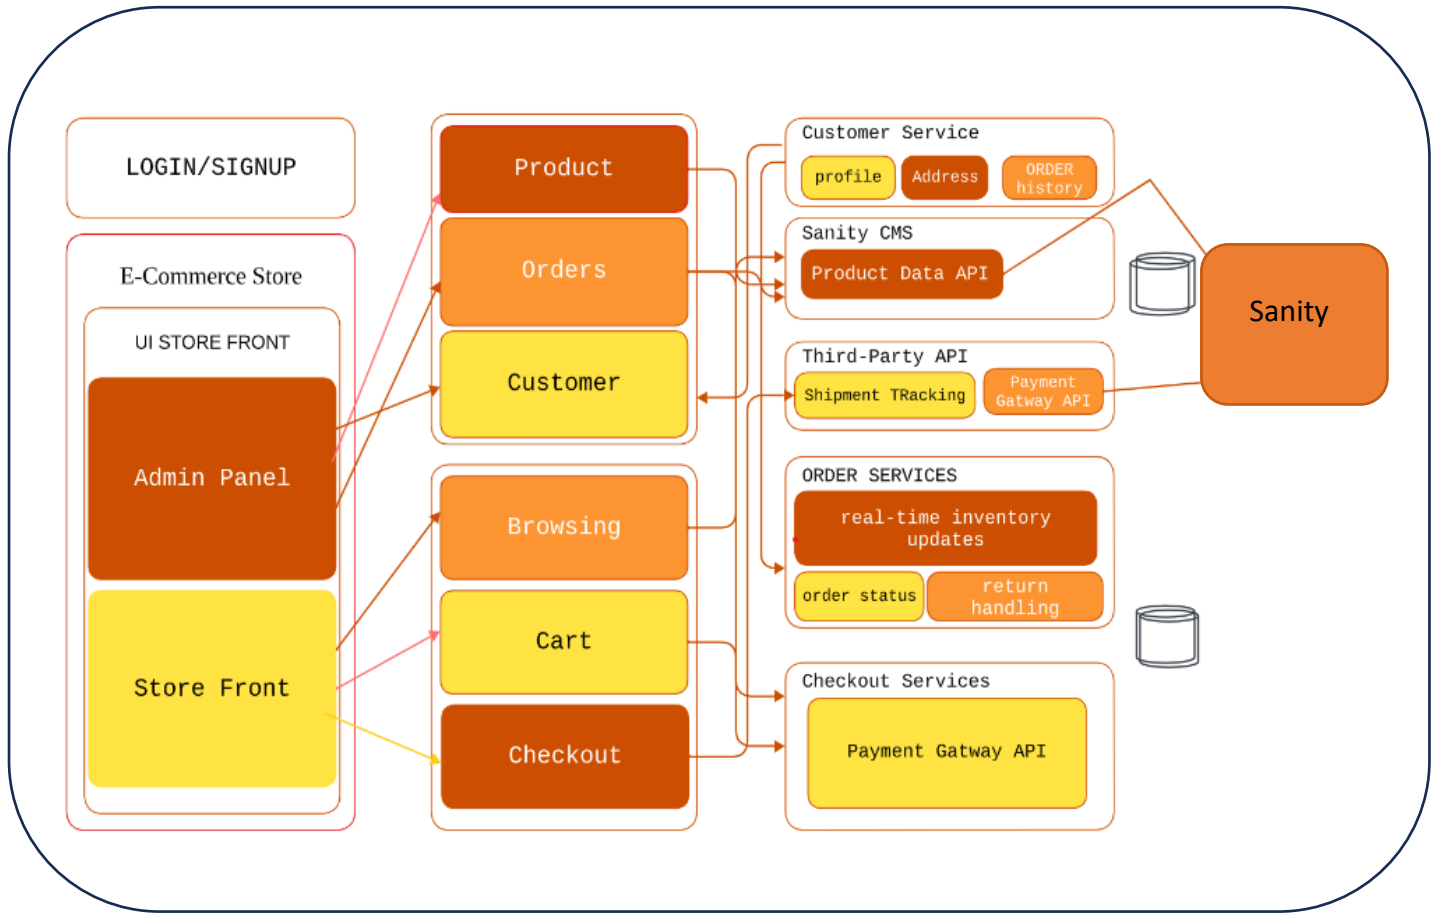 LOGIN/SIGNUP
E-Commerce Store
UI STORE FRONT
Admin Panel
Store Front
Product
Orders
Customer
Browsing
Cart
Checkout
Customer Service
profile
Address
ORDER
history
Sanity CMS
Product Data API
Third-Party API
Shipment TRacking
Payment
Gatway API
ORDER SERVICES
real-time inventory
updates
order status
return
handling
Checkout Services
Payment Gatway API
Sanity